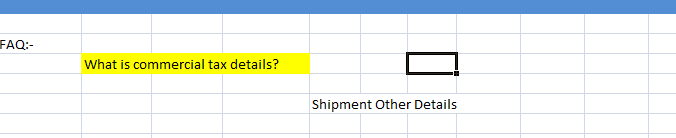 FAQ:-
What is commercial tax details?
Shipment Other Details